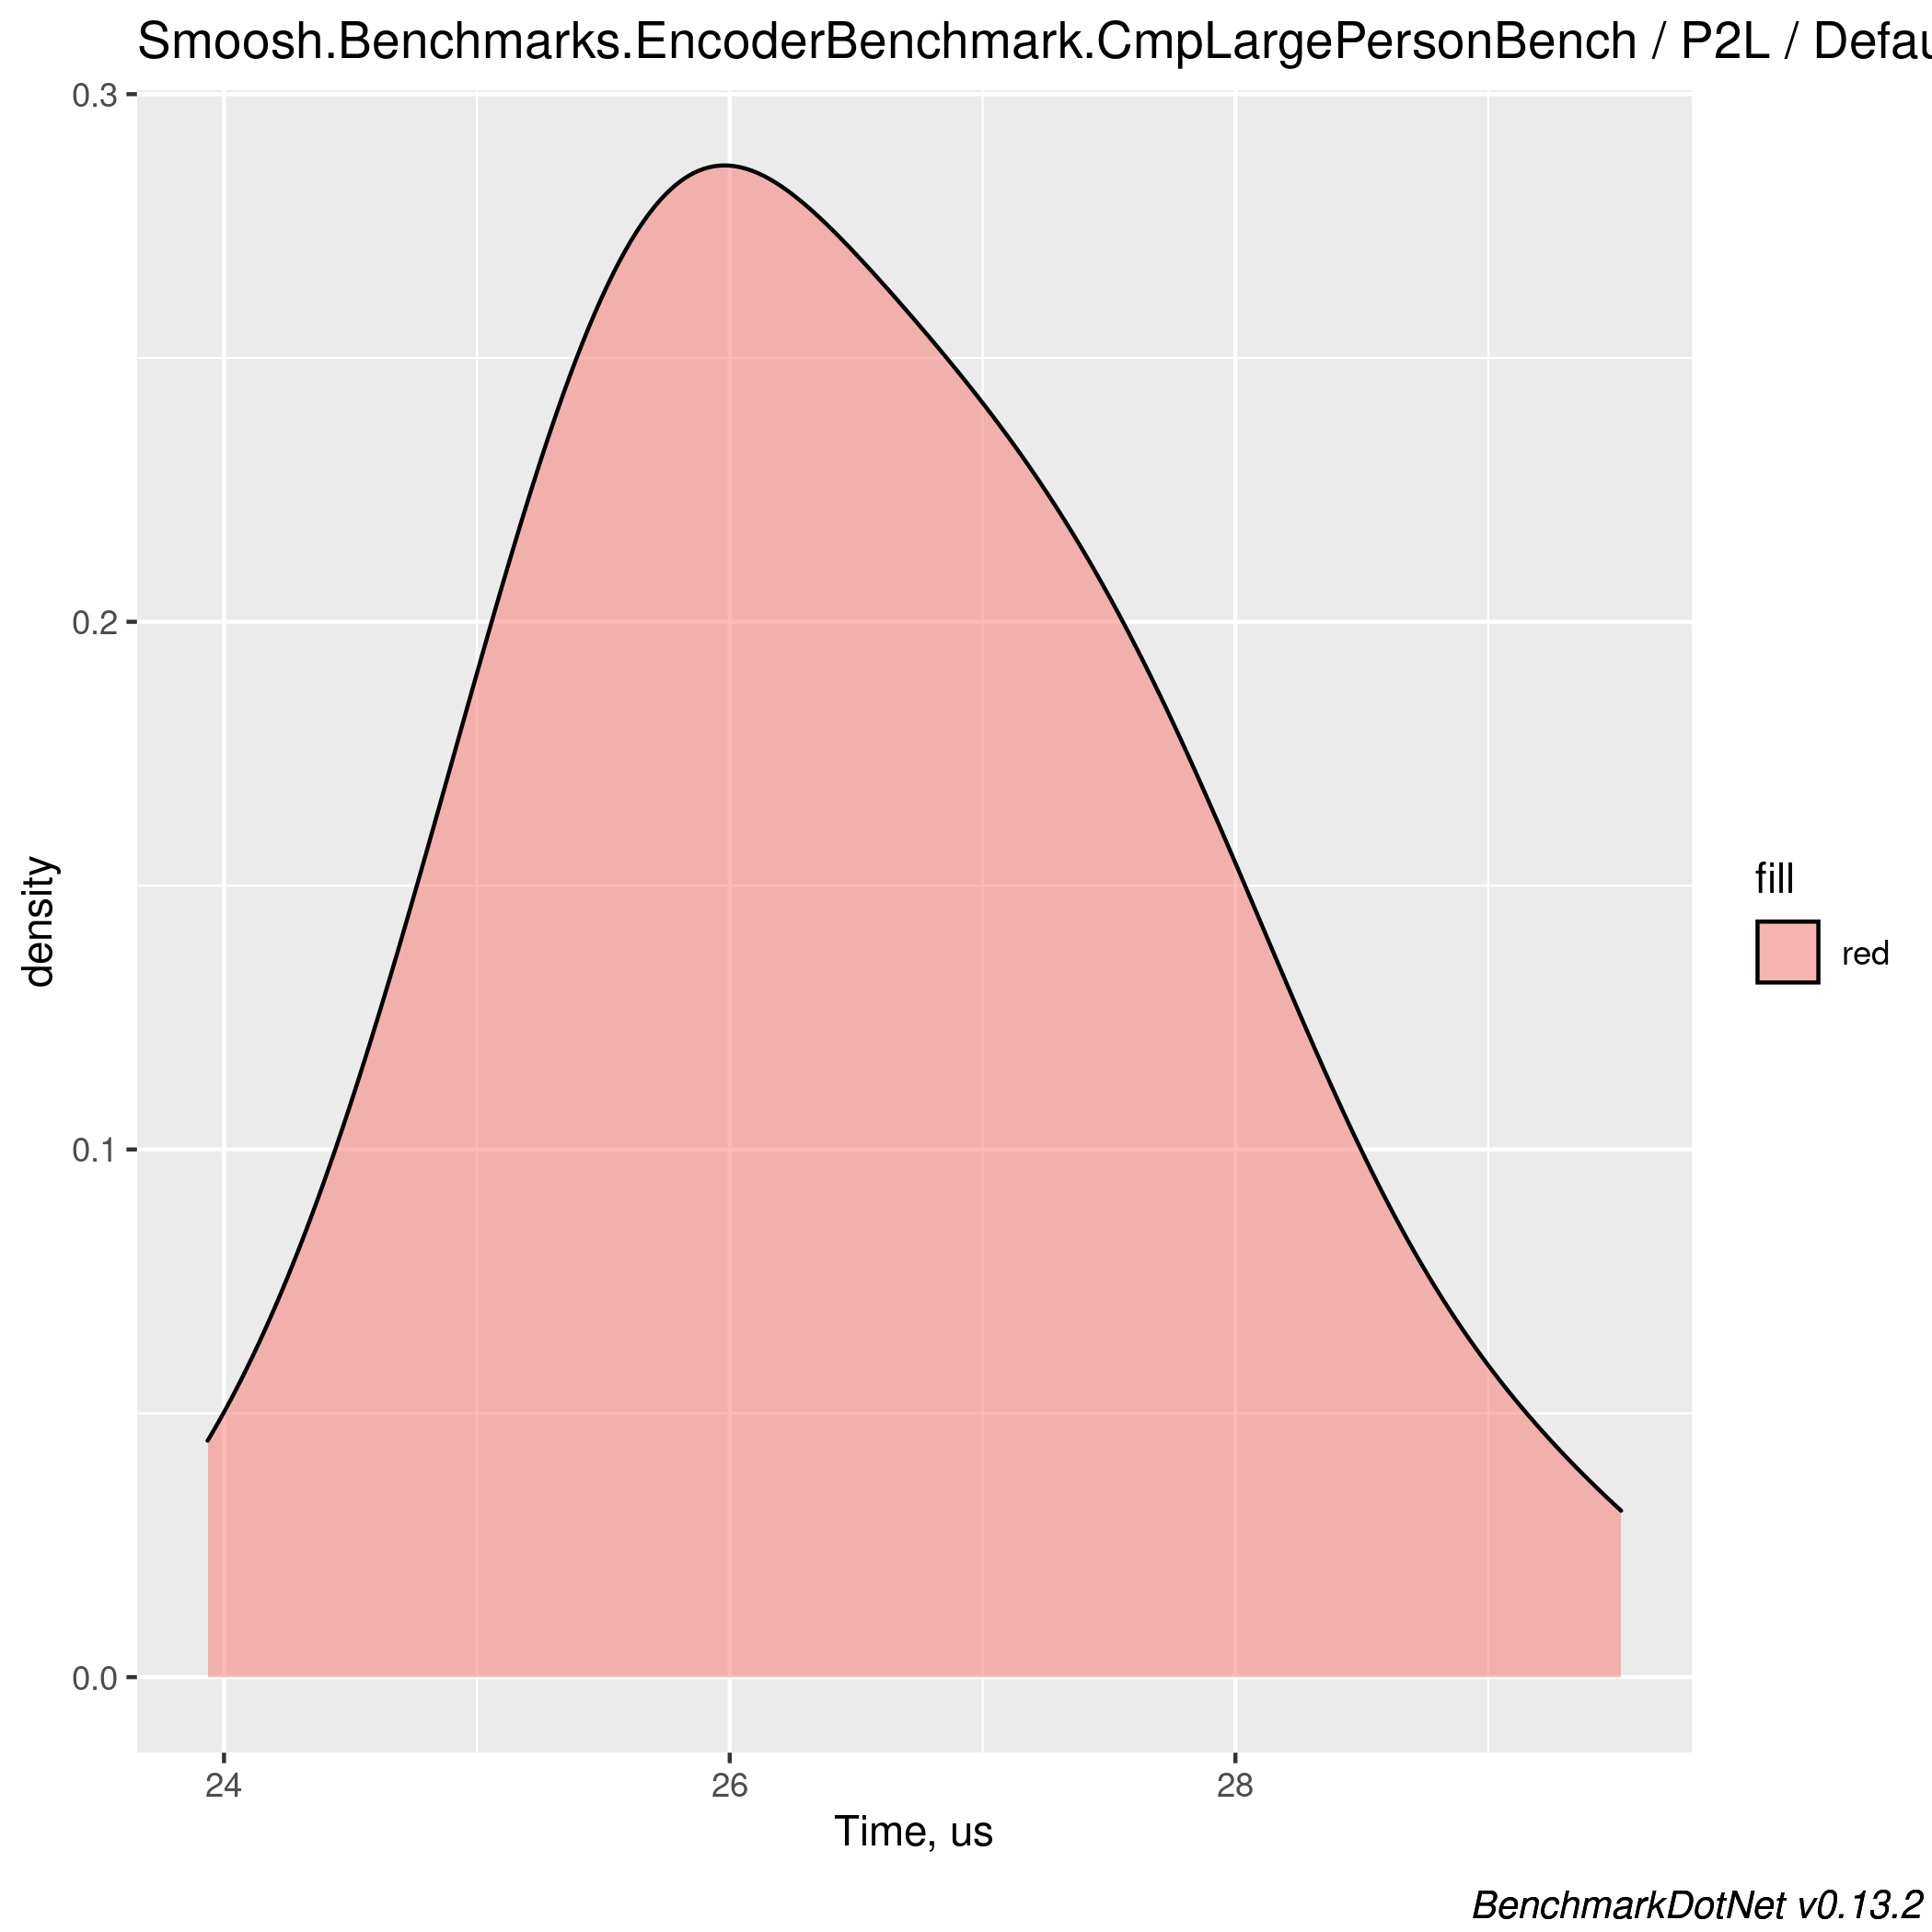 Smoosh.Benchmarks.EncoderBenchmark.CmpLargePersonBench / P2L / Defau
0.3
0.2
0.1
0.0
density
24 26 28
Time, us
fill
red
BenchmarkDotNet v0.13.2